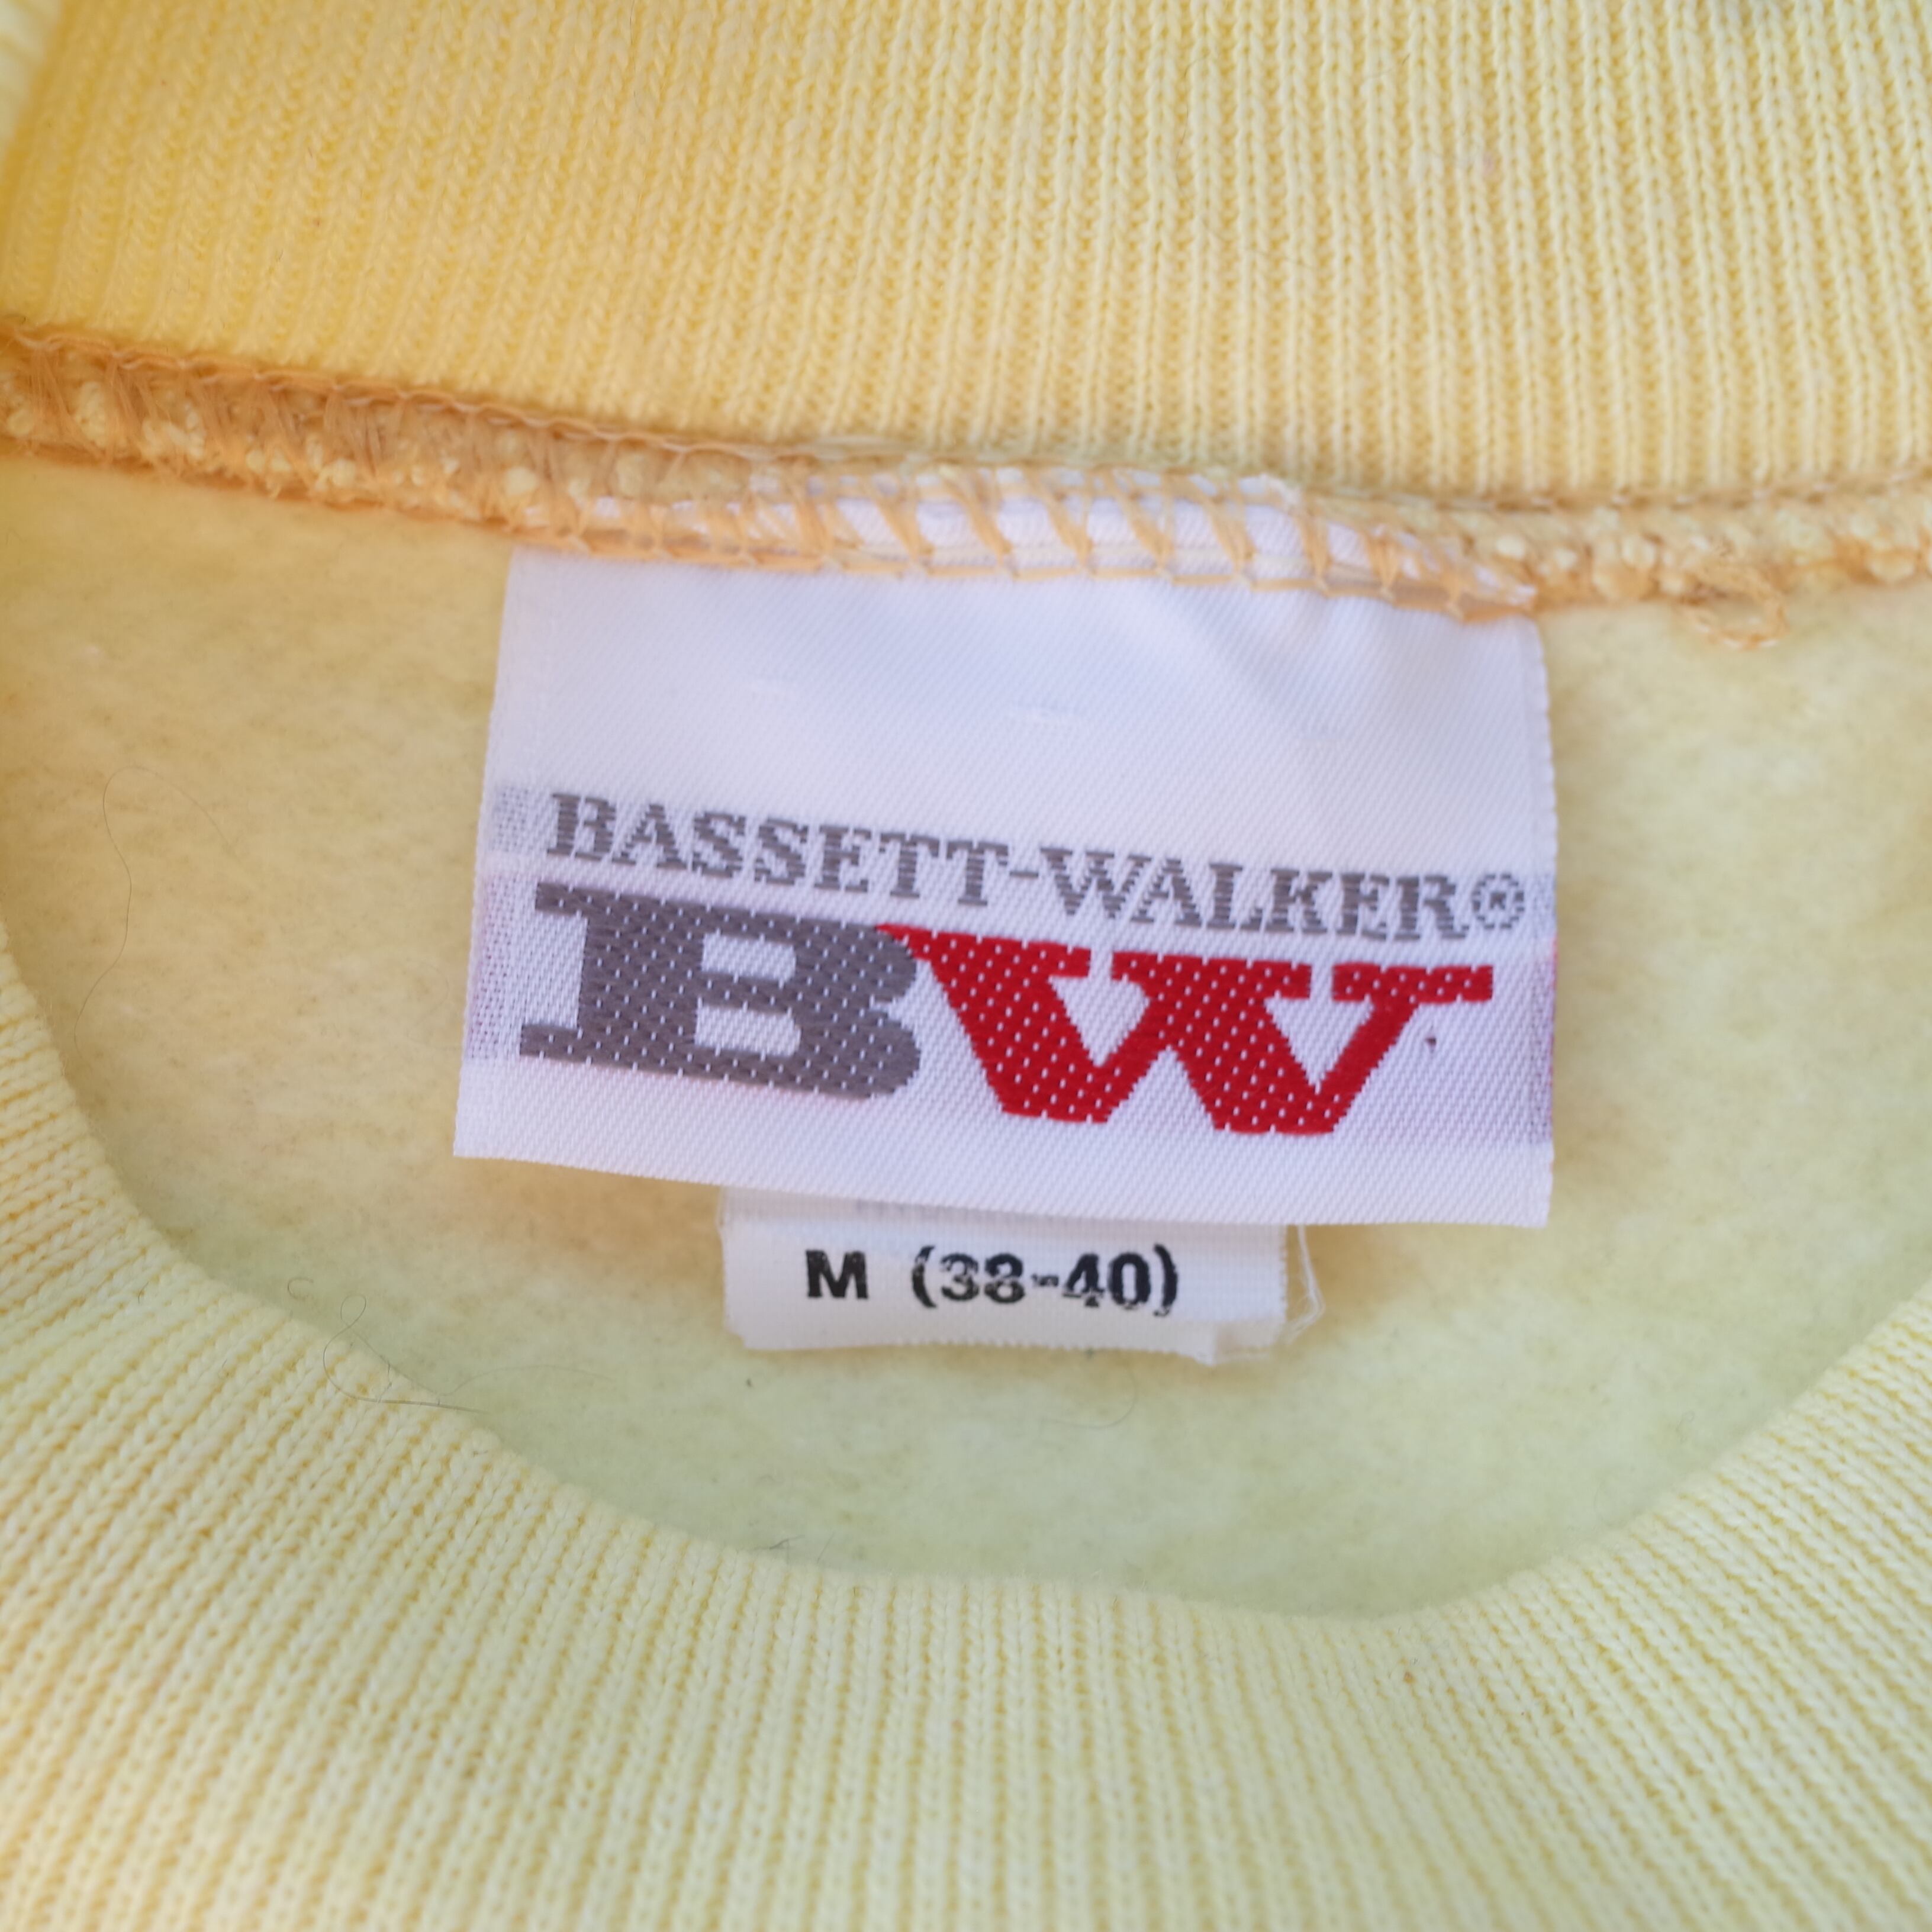 BASSETT-WALKER®
BW
M (38-40)